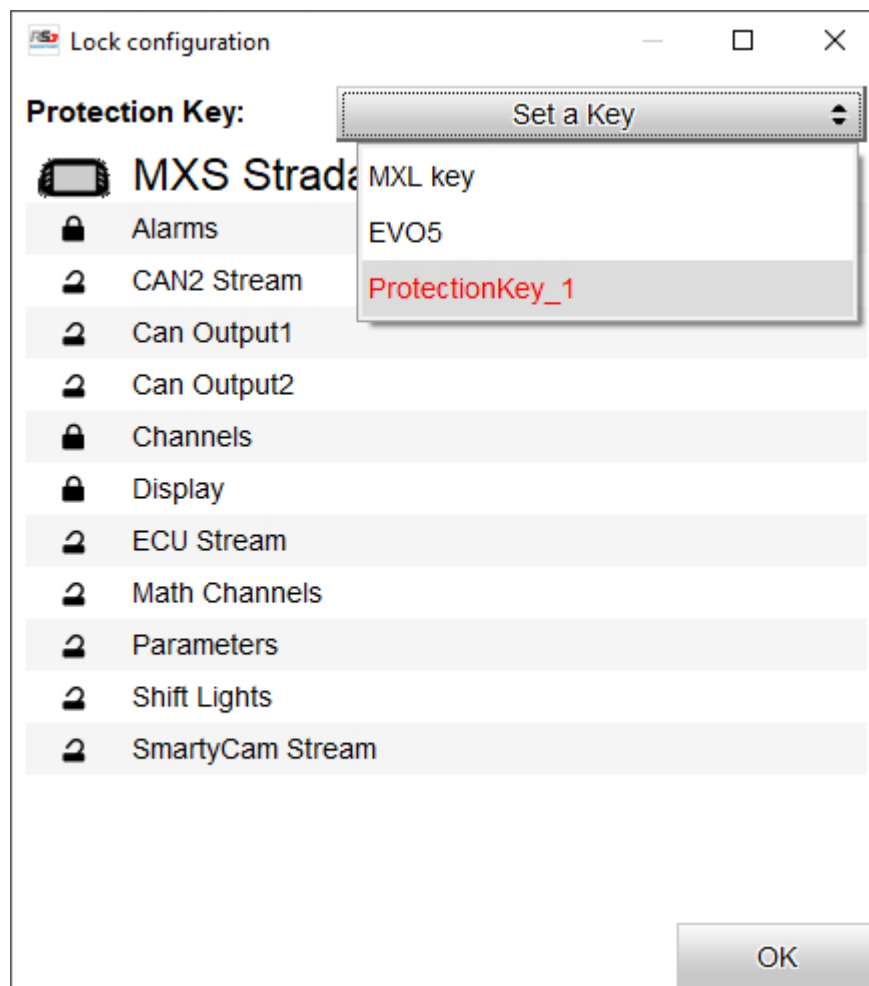 RS3
Lock configuration
Protection Key:
Set a Key
MXS Strada
MXL key
EVO5
ProtectionKey_1
Alarms
CAN2 Stream
Can Output1
Can Output2
Channels
Display
ECU Stream
Math Channels
Parameters
Shift Lights
SmartyCam Stream
OK